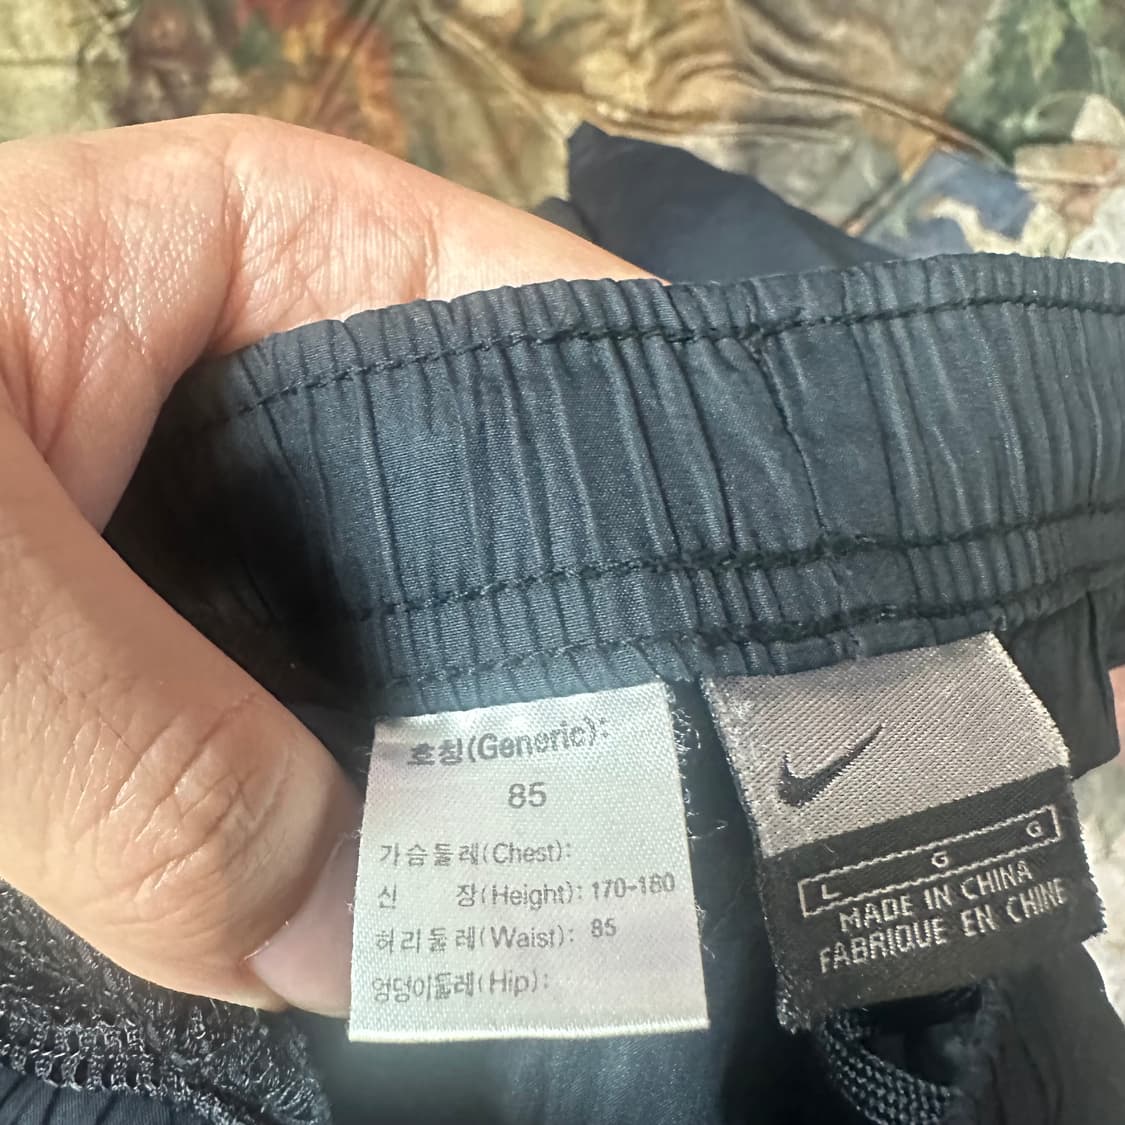 호칭(Generic):
85
가슴둘레(Chest):
신 장(Height): 170-180
허리둘레(Waist): 85
엉덩이둘레(Hip):
L G G
MADE IN CHINA
FABRIQUE EN CHINE